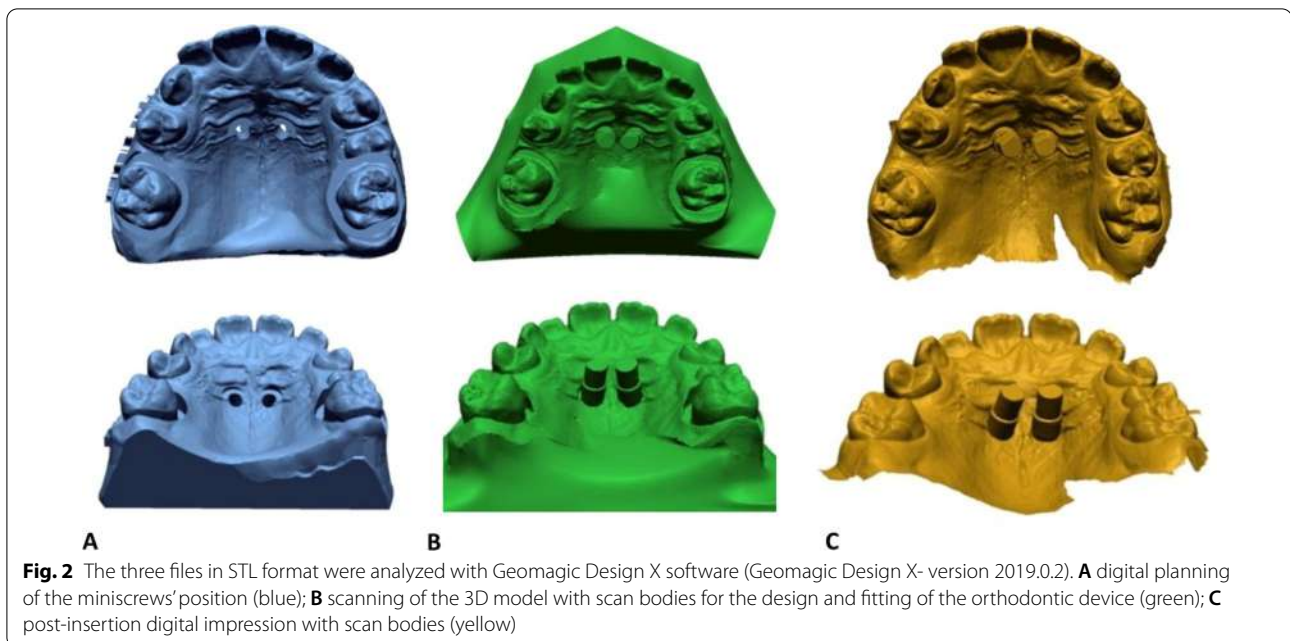 A
B
C
Fig. 2 The three files in STL format were analyzed with Geomagic Design X software (Geomagic Design X- version 2019.0.2). A digital planning
of the miniscrews’ position (blue); B scanning of the 3D model with scan bodies for the design and fitting of the orthodontic device (green); C
post-insertion digital impression with scan bodies (yellow)